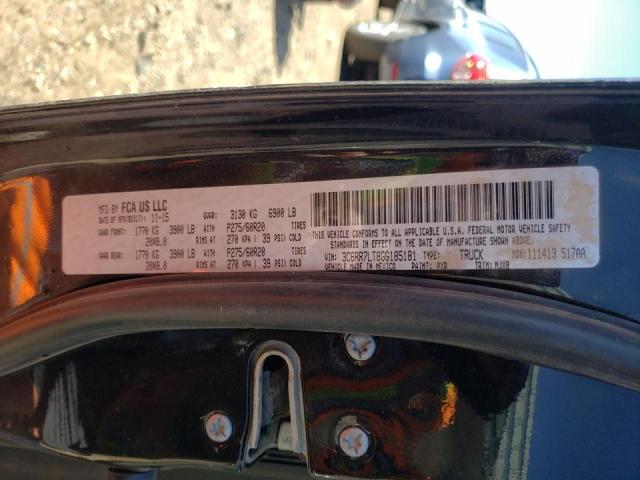 MFD BY FCA US LLC
DATE OF MFR(BUILT): 11-15
GVWR: 3130 KG 6900 LB
GAWR FRONT: 1770 KG 3900 LB P275/60R20 TIRES
20X8.0 RIMS AT 270 KPA ( 39 PSI) COLD
GAWR REAR: 1770 KG 3900 LB P275/60R20 TIRES
20X8.0 RIMS AT 270 KPA ( 39 PSI) COLD
THIS VEHICLE CONFORMS TO ALL APPLICABLE U.S.A. FEDERAL MOTOR VEHICLE SAFETY
STANDARDS IN EFFECT ON THE DATE OF MANUFACTURE SHOWN ABOVE.
VIN: 3C6RR7LT8GG185181 TYPE: TRUCK MDH: 111413 517AA
VEHICLE MADE IN MEXICO PAINT: PXR TRIM: MJX8